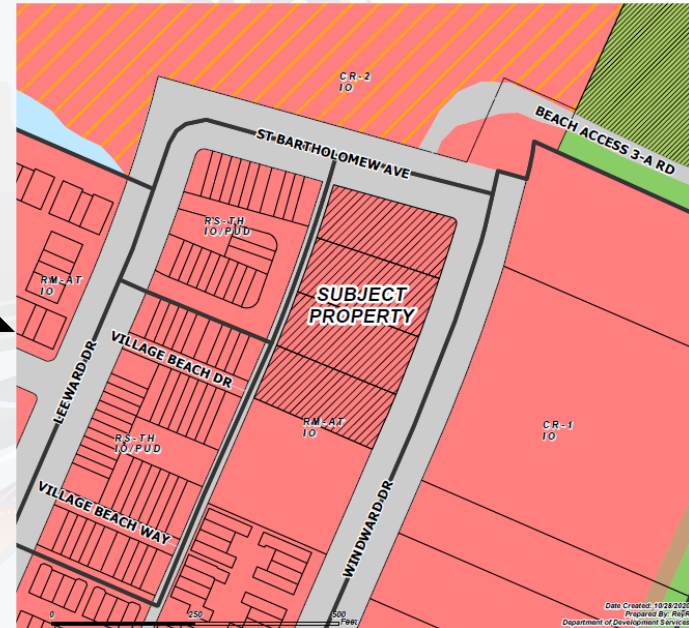 CR-2
IO
BEACH ACCESS 3-A RD
ST BARTHOLOMEW AVE
RS-TH
IO/PUD
RM-AT
IO
SUBJECT
PROPERTY
VILLAGE BEACH DR
LEEWARD DR
RM-AT
IO
CR-1
IO
RS-TH
IO/PUD
VILLAGE BEACH WAY
WINDWARD DR
0 250 500
Feet
Date Created: 10/28/2020
Prepared By:
Department of Development Services